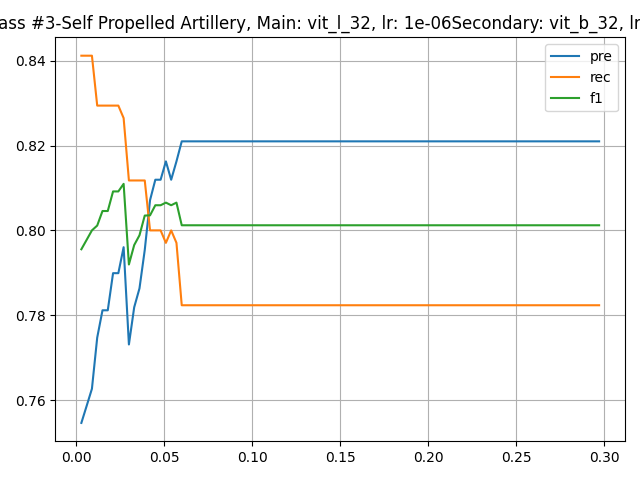 ass #3-Self Propelled Artillery, Main: vit_l_32, lr: 1e-06Secondary: vit_b_32, lr
pre
rec
f1
0.84
0.82
0.80
0.78
0.76
0.00 0.05 0.10 0.15 0.20 0.25 0.30